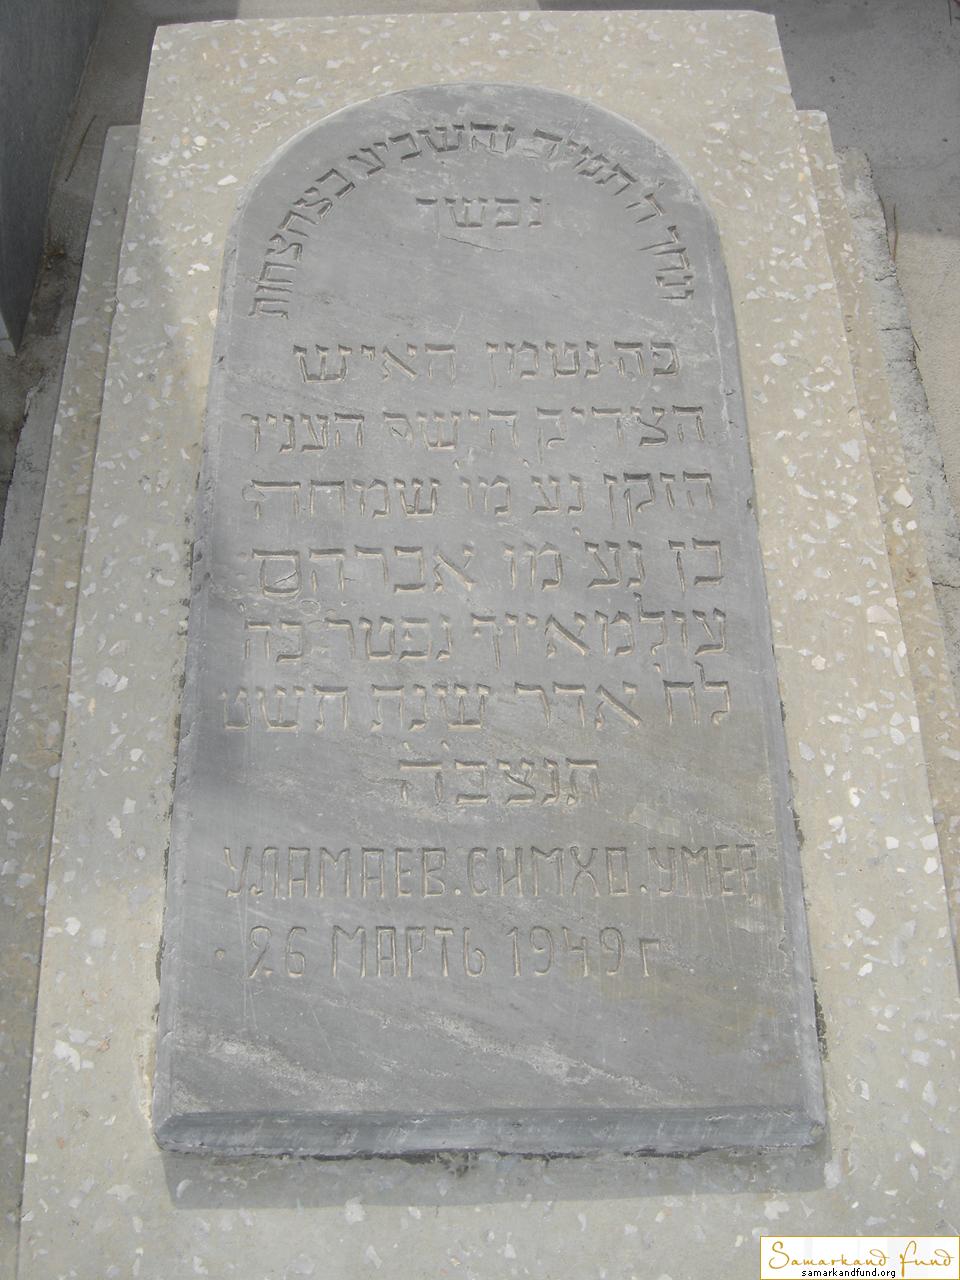 ונחך ה' תמיד והשביע בצחצחות
נפשך
פה נטמן האיש
הצדיק הישר העניו
הזקן נע מו שמחה
בן נע מו אברהם
עולמאיוף נפטר כה
לח אדר שנת תשט
תנצבה
УЛАМАЕВ.СИМХО.УМЕР
26 МАРТЬ 1949 г
Samarkand Fund
samarkandfund.org